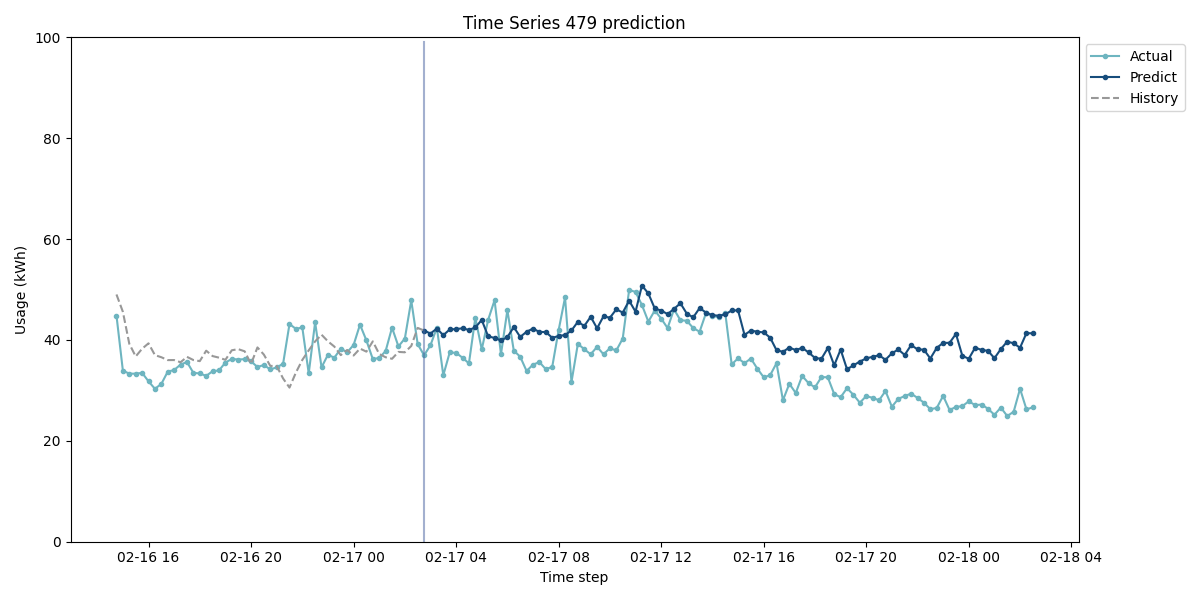 Time Series 479 prediction
100
80
60
40
20
0
Usage (kWh)
02-16 16
02-16 20
02-17 00
02-17 04
02-17 08
02-17 12
02-17 16
02-17 20
02-18 00
02-18 04
Time step
Actual
Predict
History